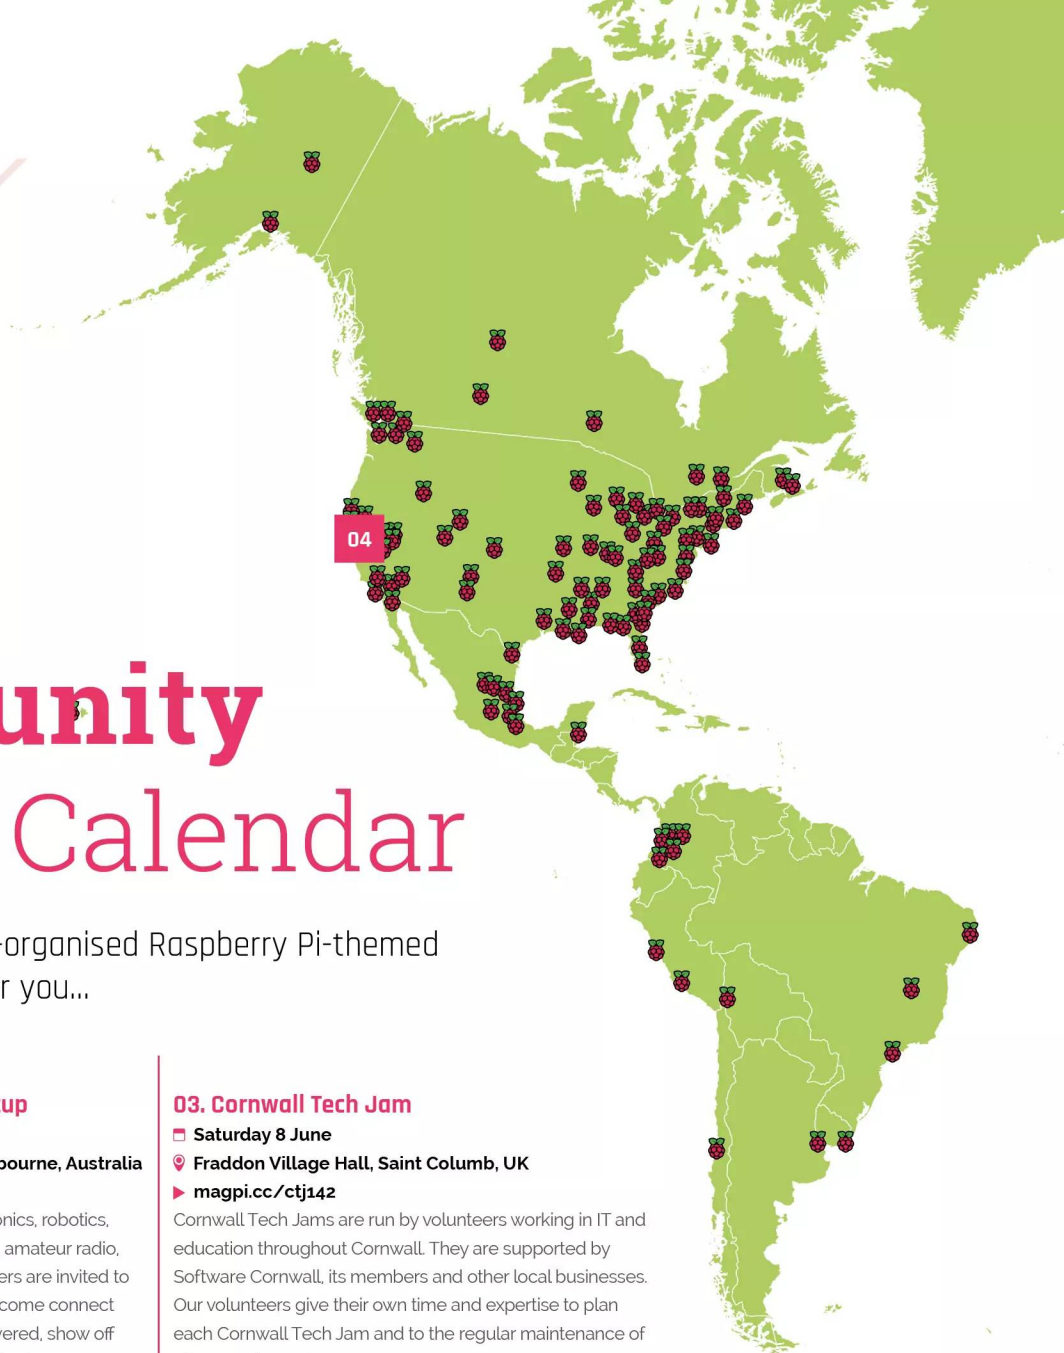 04
unity
Calendar
-organised Raspberry Pi-themed
r you...
up
bourne, Australia
onics, robotics,
amateur radio,
ers are invited to
come connect
vered, show off
03. Cornwall Tech Jam
Saturday 8 June
Fraddon Village Hall, Saint Columb, UK
magpi.cc/ctj142
Cornwall Tech Jams are run by volunteers working in IT and
education throughout Cornwall. They are supported by
Software Cornwall, its members and other local businesses.
Our volunteers give their own time and expertise to plan
each Cornwall Tech Jam and to the regular maintenance of